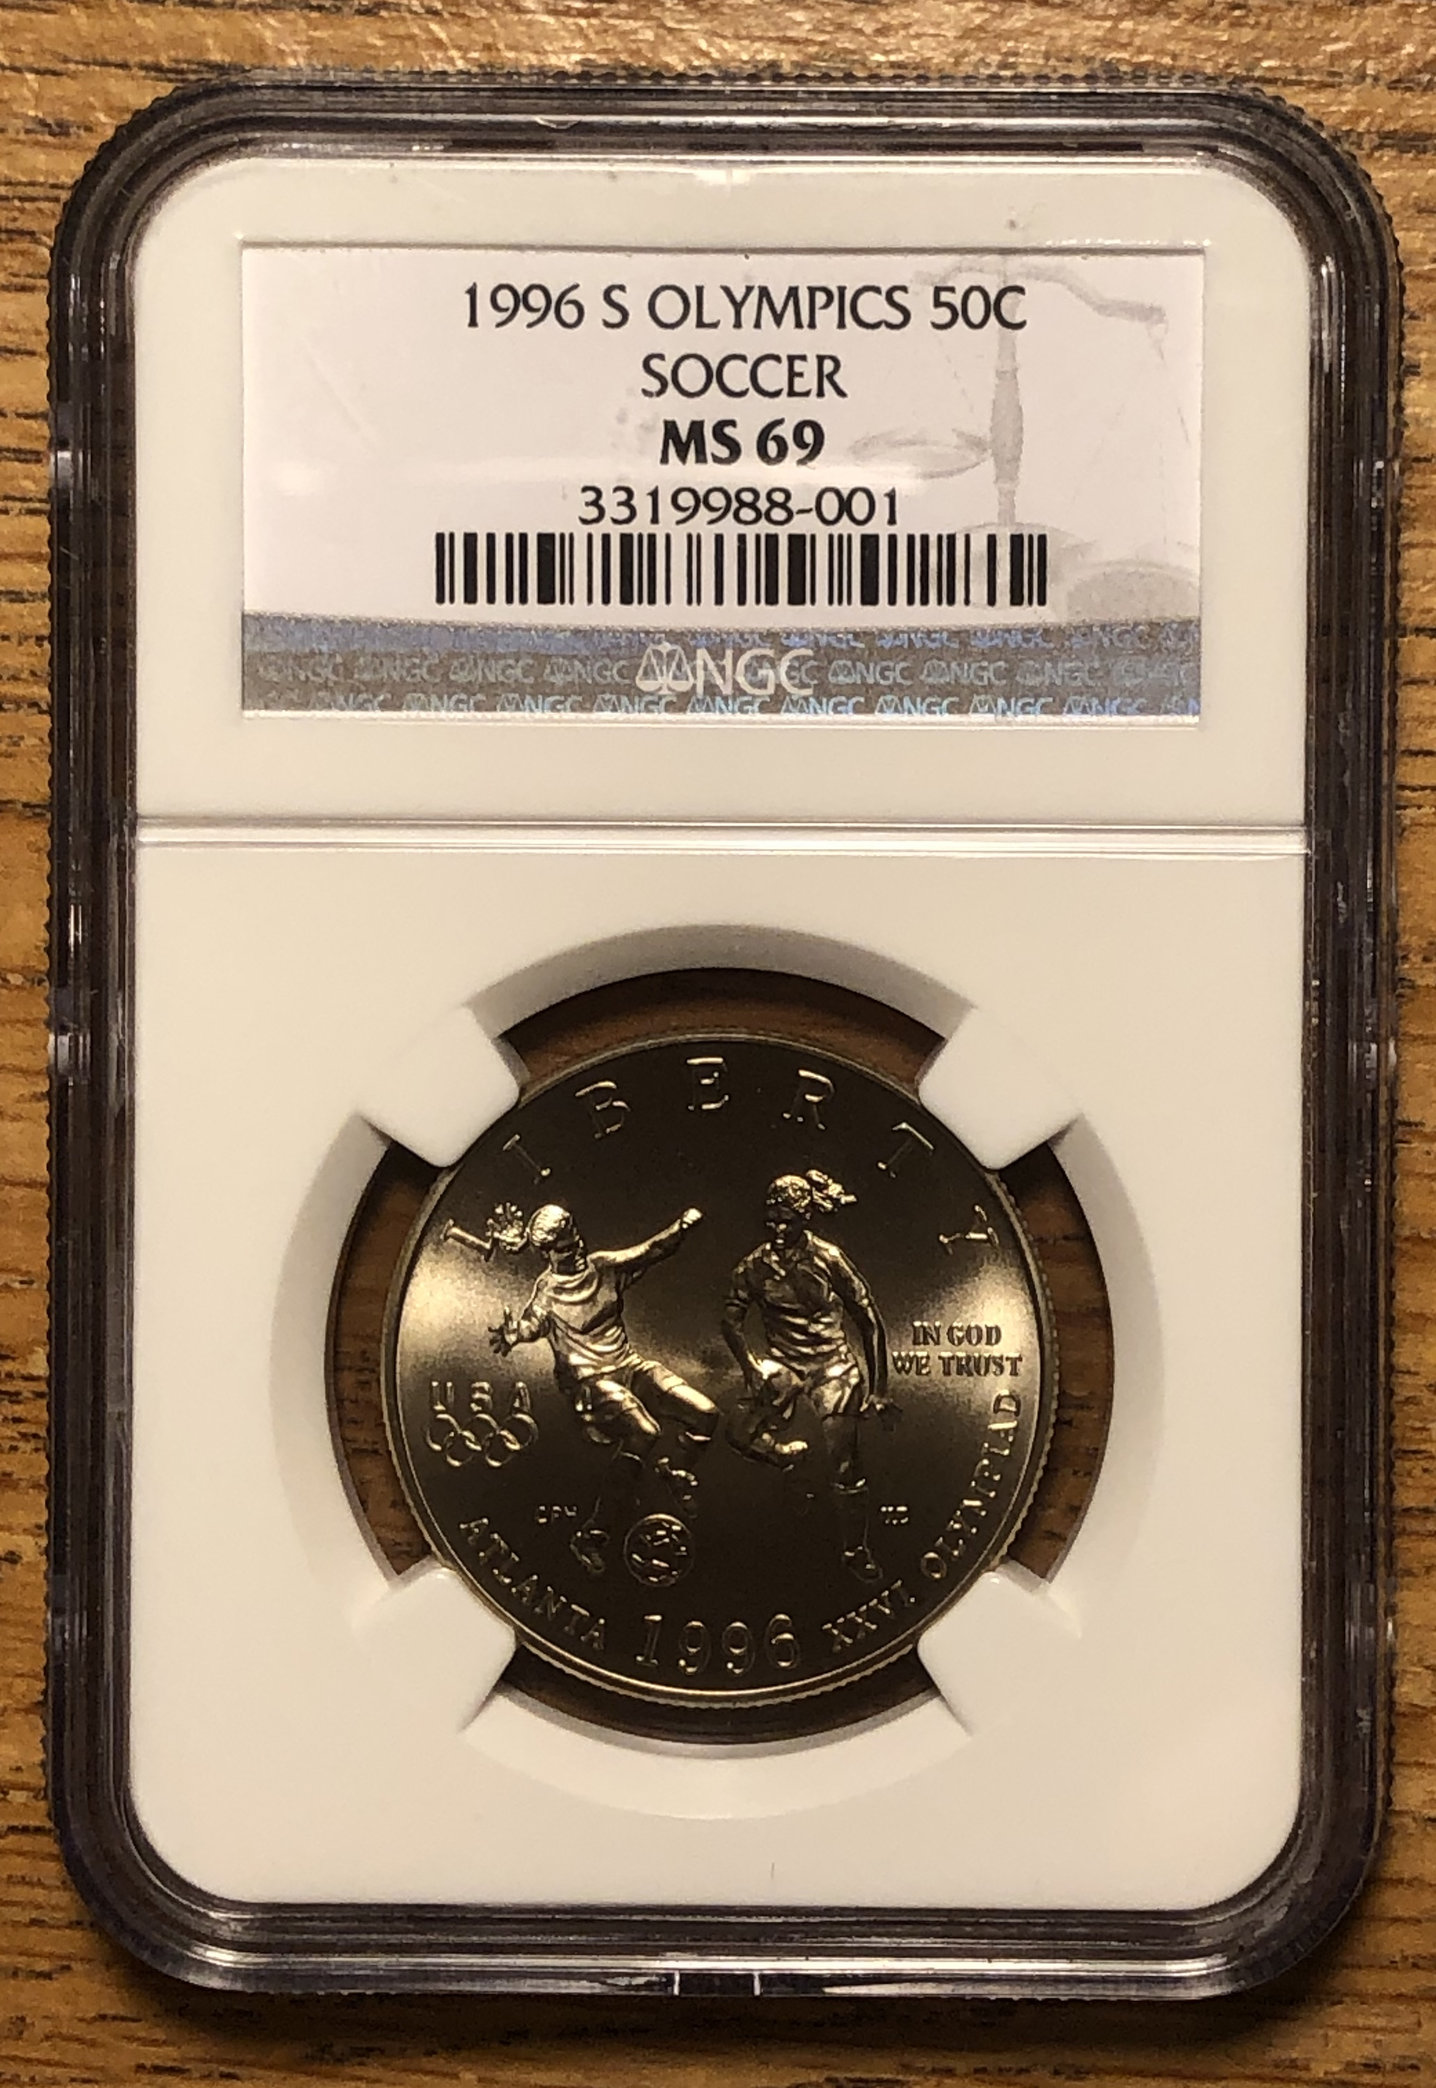 1996 S OLYMPICS 50C
SOCCER
MS 69
3319988-001
NGC
LIBERTY
IN GOD
WE TRUST
USA
ATLANTA 1996 XXVI OLYMPIAD